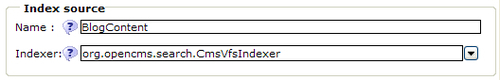 Index source
Name : ? BlogContent
Indexer: ? org.opencms.search.CmsVfsIndexer